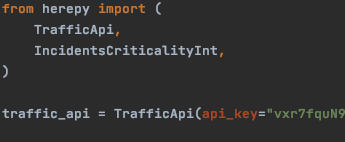 from herepy import (
    TrafficApi,
    IncidentsCriticalityInt,
)
traffic_api = TrafficApi(api_key="vxr7fquN9